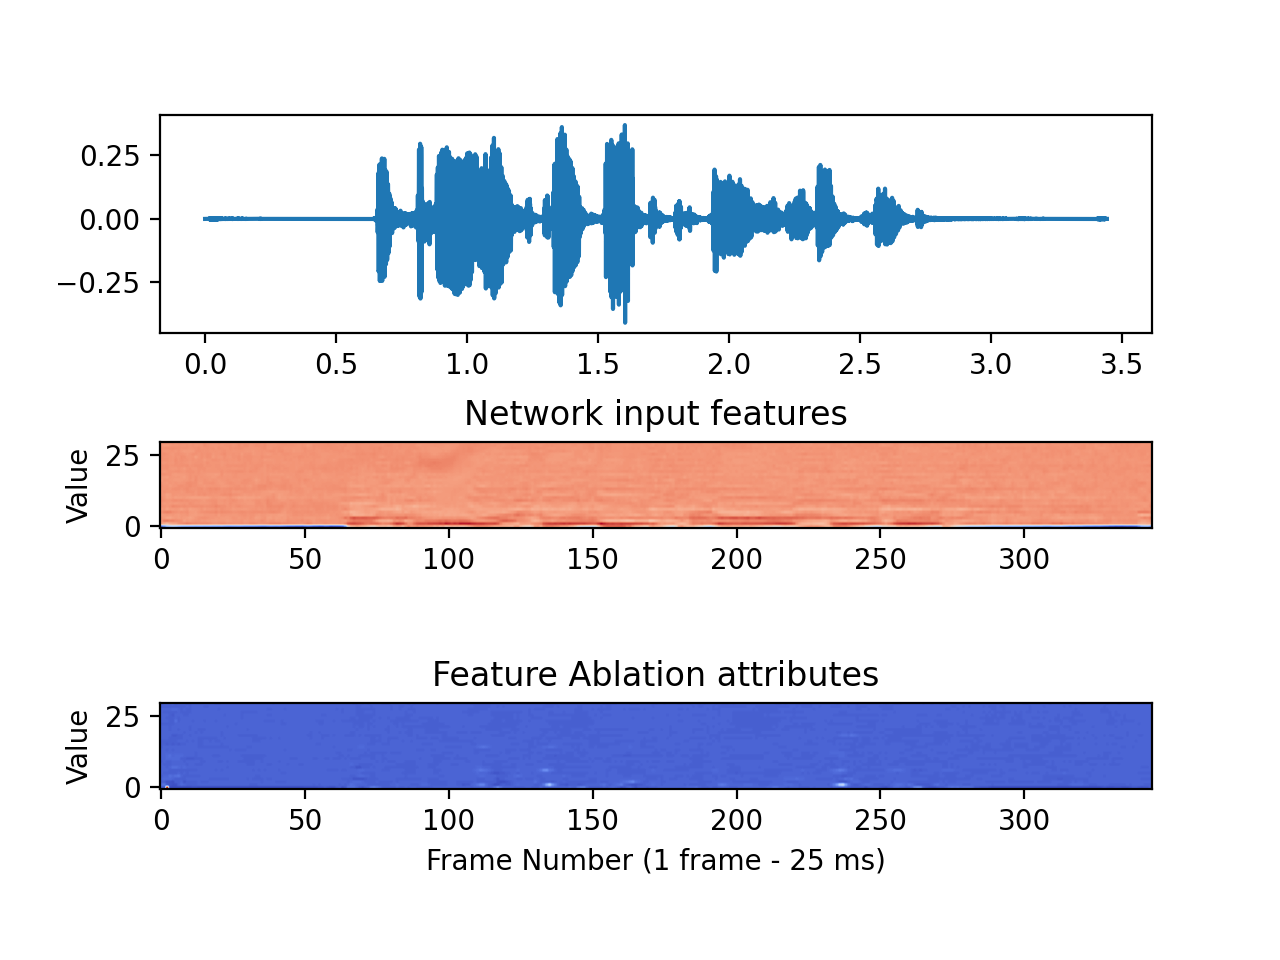 0.25
0.00
−0.25
0.0 0.5 1.0 1.5 2.0 2.5 3.0 3.5
Network input features
Value
25
0
0 50 100 150 200 250 300
Feature Ablation attributes
Value
25
0
0 50 100 150 200 250 300
Frame Number (1 frame - 25 ms)